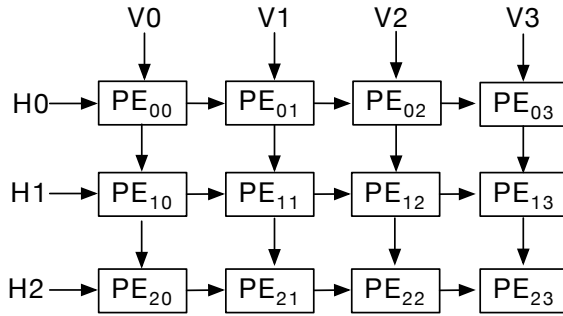 V0 V1 V2 V3
H0 PE00 PE01 PE02 PE03
H1 PE10 PE11 PE12 PE13
H2 PE20 PE21 PE22 PE23